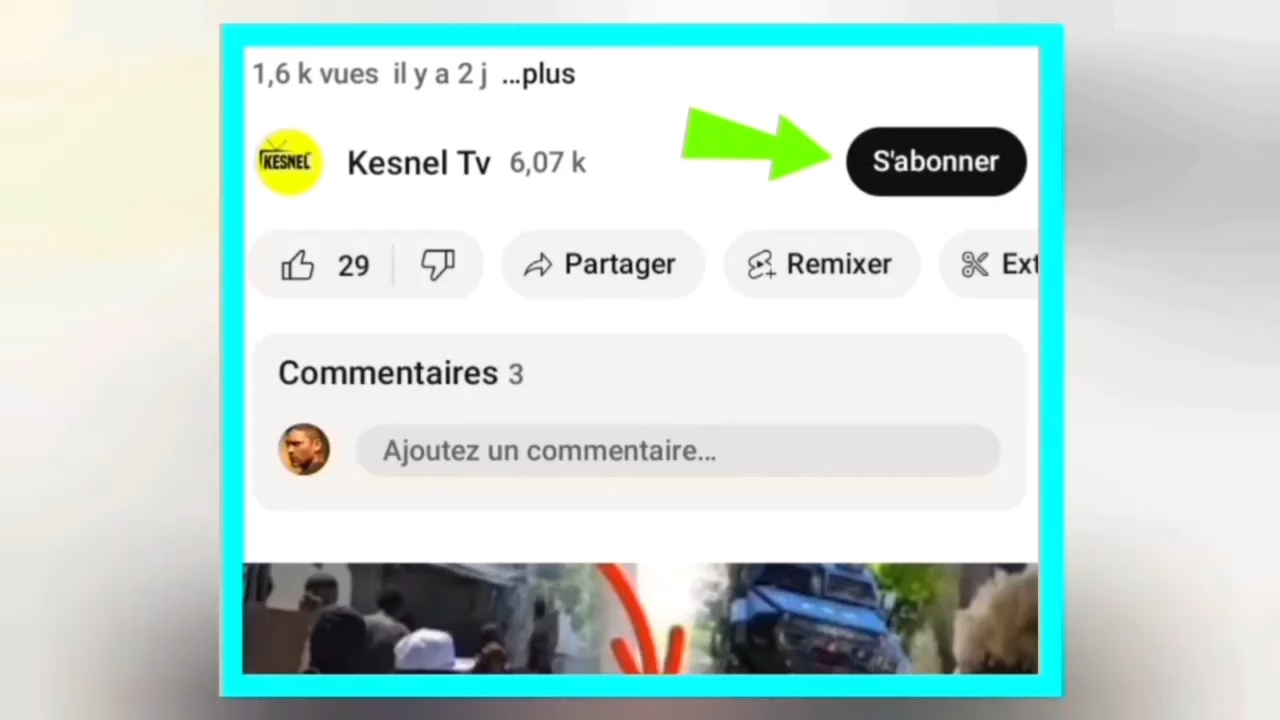 1,6 k vues il y a 2 j ...plus
KESNEL
Kesnel Tv 6,07 k
S'abonner
29
Partager
Remixer
Ext
Commentaires 3
Ajoutez un commentaire...